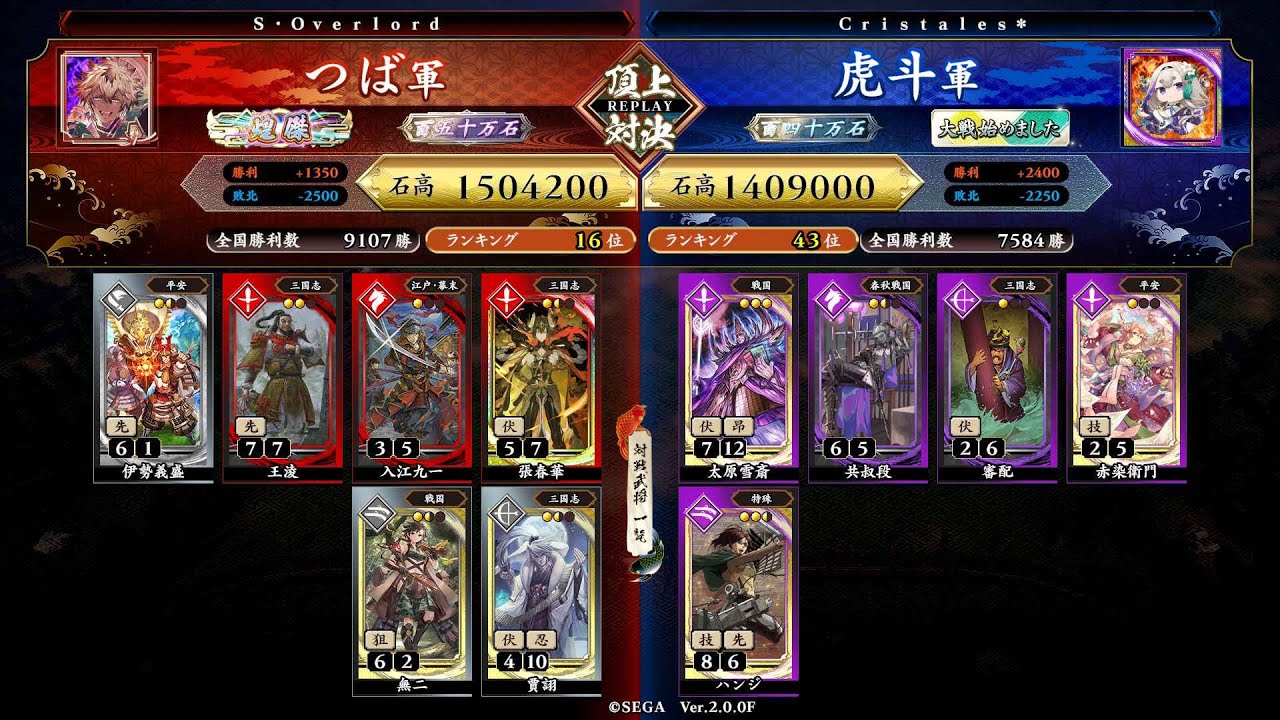 S・Overlord
Cristales*
つば軍
頂上
REPLAY
対決
虎斗軍
百五十万石
百四十万石
大戦始めました
勝利 +1350
敗北 -2500
石高 1504200
石高 1409000
勝利 +2400
敗北 -2250
全国勝利数 9107勝
ランキング 16位
ランキング 43位
全国勝利数 7584勝
平安
先
6 1
伊勢義盛
三国志
先
7 7
王淩
江戸・幕末
3 5
入江九一
三国志
伏
5 7
張春華
戦国
伏 昂
7 12
太原雪斎
春秋戦国
6 5
共叔段
三国志
伏
2 6
審配
平安
技
2 5
赤染衛門
対戦武将一覧
戦国
狙
6 2
無二
三国志
伏 忍
4 10
賈詡
特殊
技 先
8 6
ハンジ
©SEGA Ver.2.0.0F